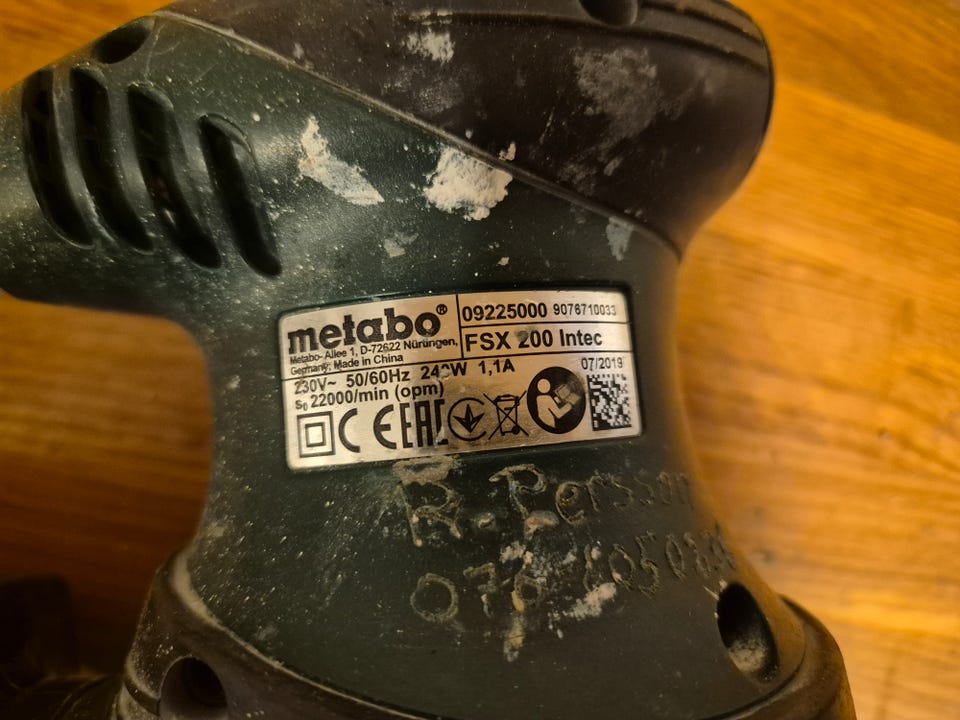 metabo®
Metabo-Allee 1, D-72622 Nürtingen,
Germany, Made in China
09225000 9076710033
FSX 200 Intec
07/2019
230V~ 50/60Hz 240W 1,1A
s₀ 22000/min (opm)
CE EAC
R. Persson